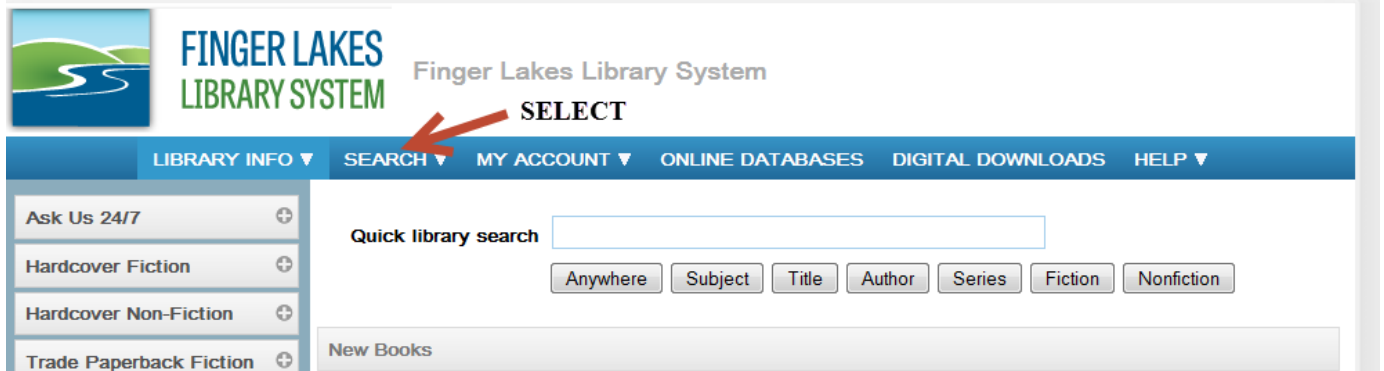 FINGER LAKES
LIBRARY SYSTEM
Finger Lakes Library System
SELECT
LIBRARY INFO ▼ SEARCH ▼ MY ACCOUNT ▼ ONLINE DATABASES DIGITAL DOWNLOADS HELP ▼
Ask Us 24/7
Hardcover Fiction
Hardcover Non-Fiction
Trade Paperback Fiction
Quick library search
Anywhere Subject Title Author Series Fiction Nonfiction
New Books